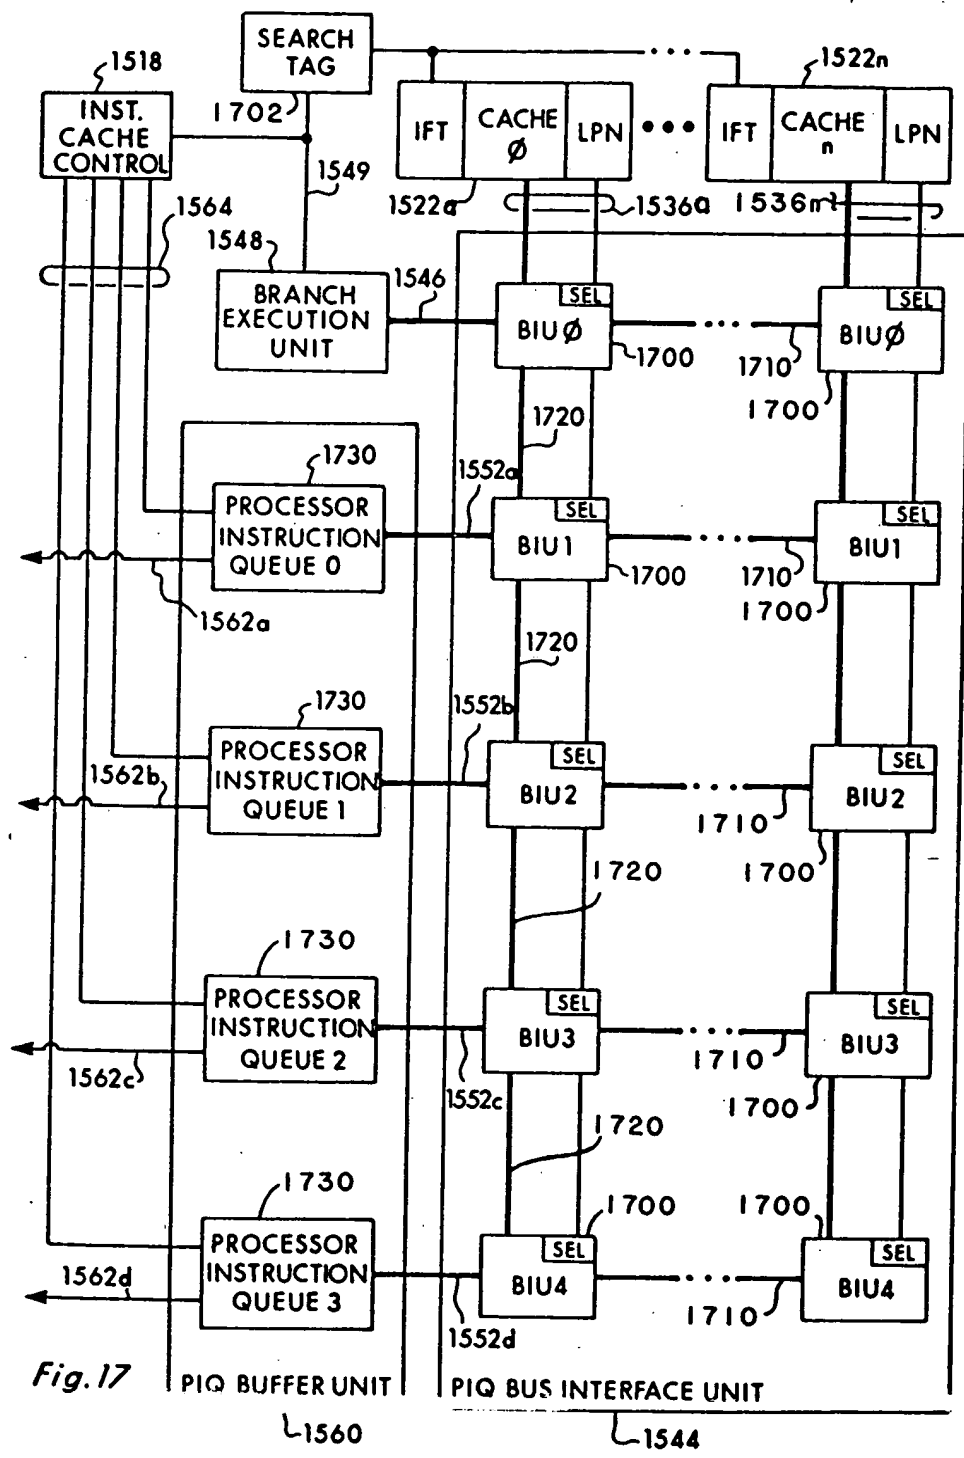 SEARCH
TAG
1702
1518
INST.
CACHE
CONTROL
1549
1564
1548
BRANCH
EXECUTION
UNIT
1546
IFT
CACHE
Ø
LPN
1522a
1536a
1522n
IFT
CACHE
n
LPN
1536n
SEL
BIUØ
1700
1710
SEL
BIUØ
1700
1720
1730
PROCESSOR
INSTRUCTION
QUEUE 0
1552a
1562a
SEL
BIU1
1700
1710
SEL
BIU1
1700
1720
1730
PROCESSOR
INSTRUCTION
QUEUE 1
1552b
1562b
SEL
BIU2
1710
SEL
BIU2
1700
1720
1730
PROCESSOR
INSTRUCTION
QUEUE 2
1552c
1562c
SEL
BIU3
1710
SEL
BIU3
1700
1720
1730
PROCESSOR
INSTRUCTION
QUEUE 3
1552d
1562d
1700
SEL
BIU4
1710
1700
SEL
BIU4
Fig. 17
PIQ BUFFER UNIT
1560
PIQ BUS INTERFACE UNIT
1544